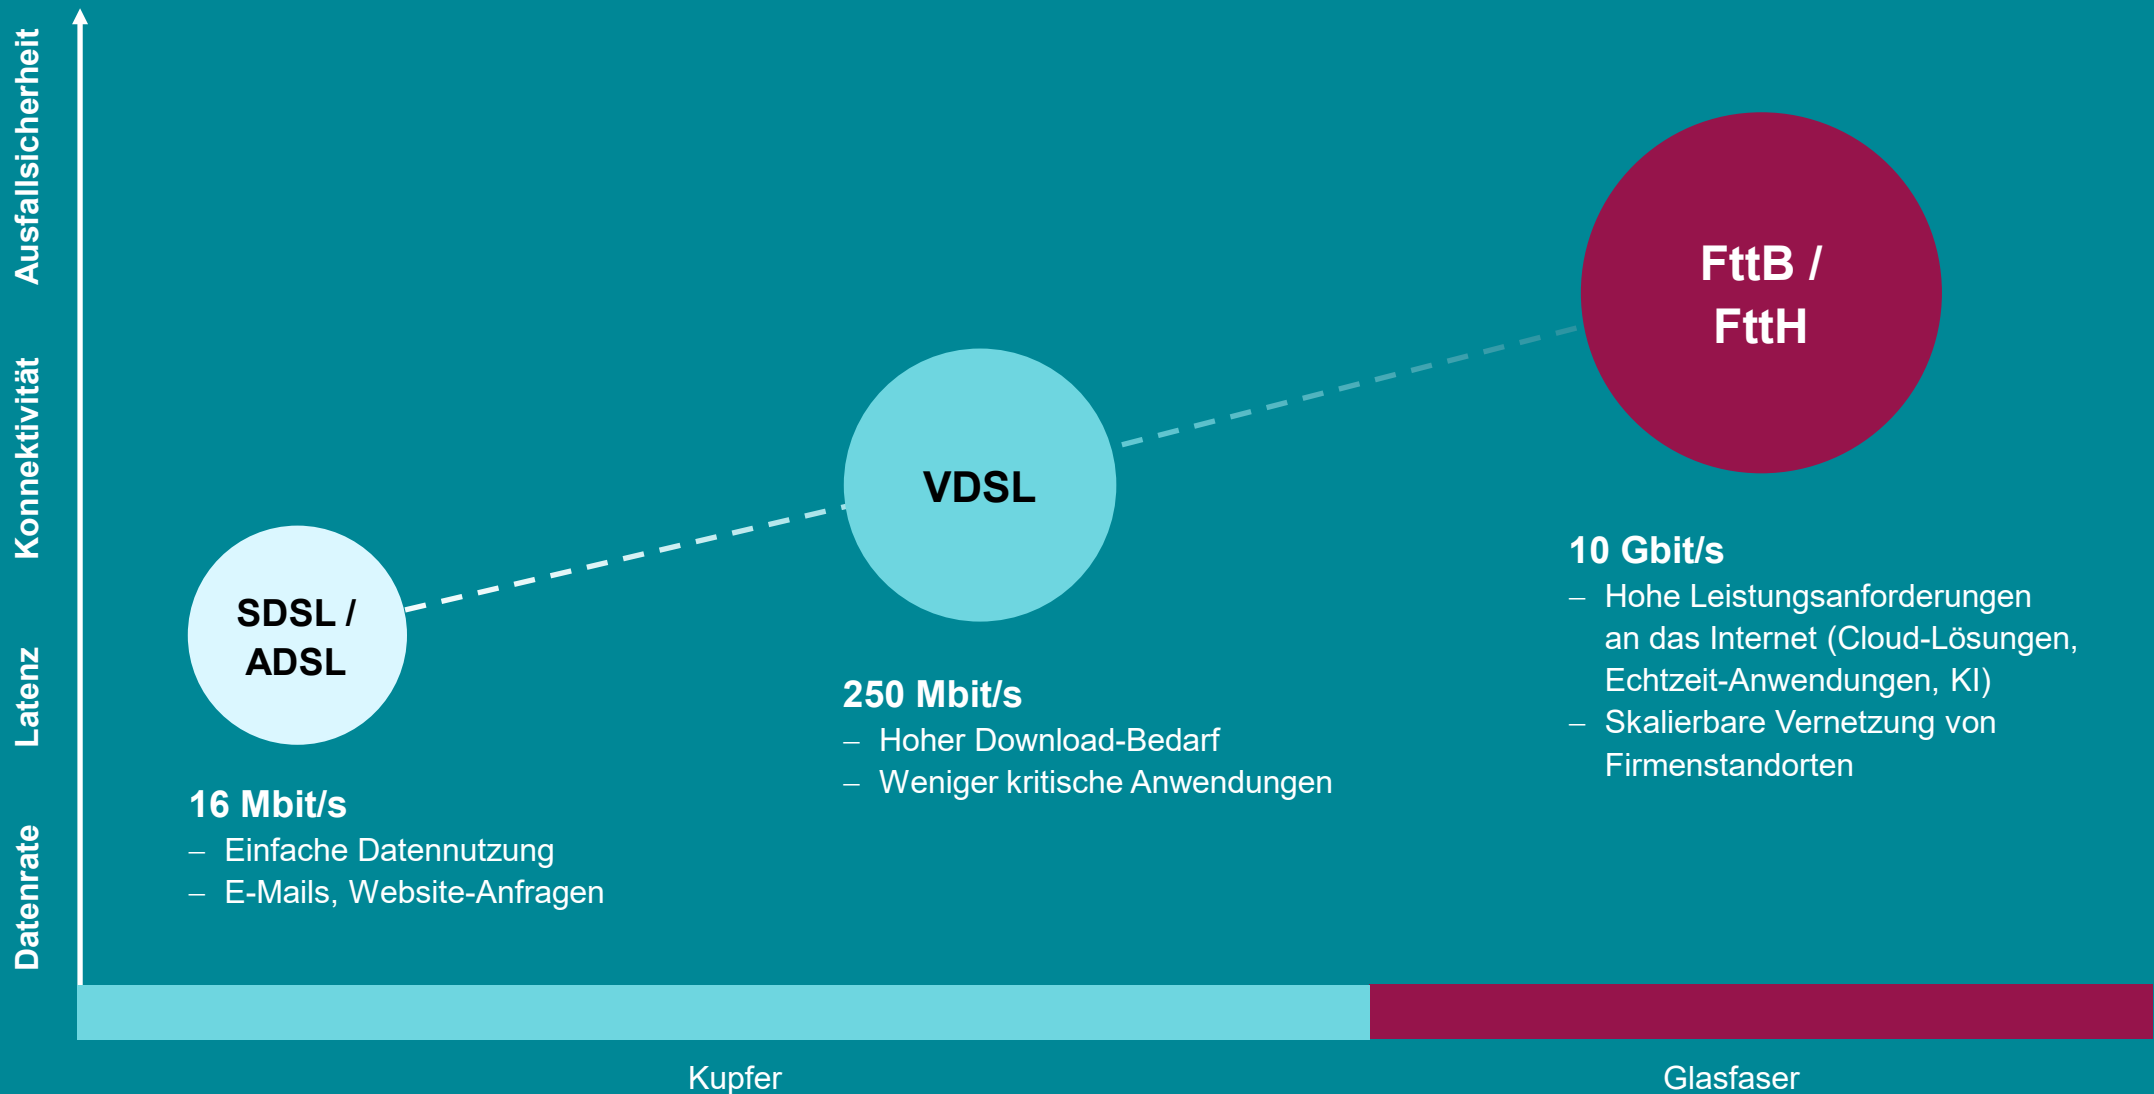 Ausfallsicherheit
Konnektivität
Latenz
Datenrate
SDSL /
ADSL
16 Mbit/s
– Einfache Datennutzung
– E-Mails, Website-Anfragen
VDSL
250 Mbit/s
– Hoher Download-Bedarf
– Weniger kritische Anwendungen
FttB /
FttH
10 Gbit/s
– Hohe Leistungsanforderungen
an das Internet (Cloud-Lösungen,
Echtzeit-Anwendungen, KI)
– Skalierbare Vernetzung von
Firmenstandorten
Kupfer
Glasfaser